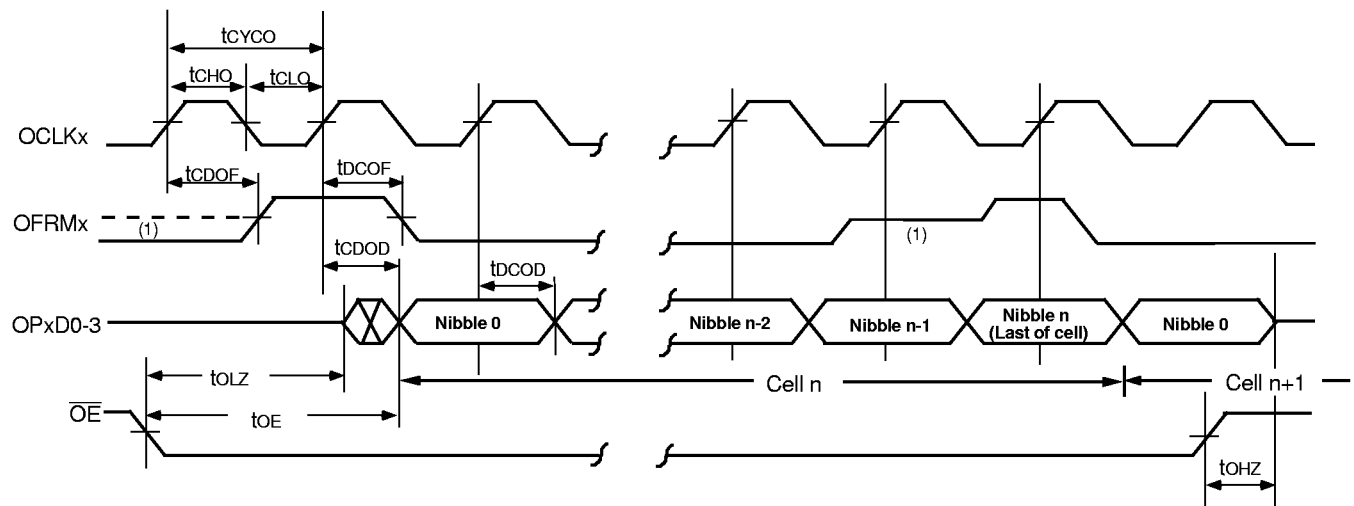 tCYCO
tCHO
tCLO
OCLKx
tCDOF
tDCOF
OFRMx
(1)
(1)
tCDOD
tDCOD
OPxD0-3
Nibble 0
Nibble n-2
Nibble n-1
Nibble n
(Last of cell)
Nibble 0
tOLZ
Cell n
Cell n+1
OE
tOE
tOHZ